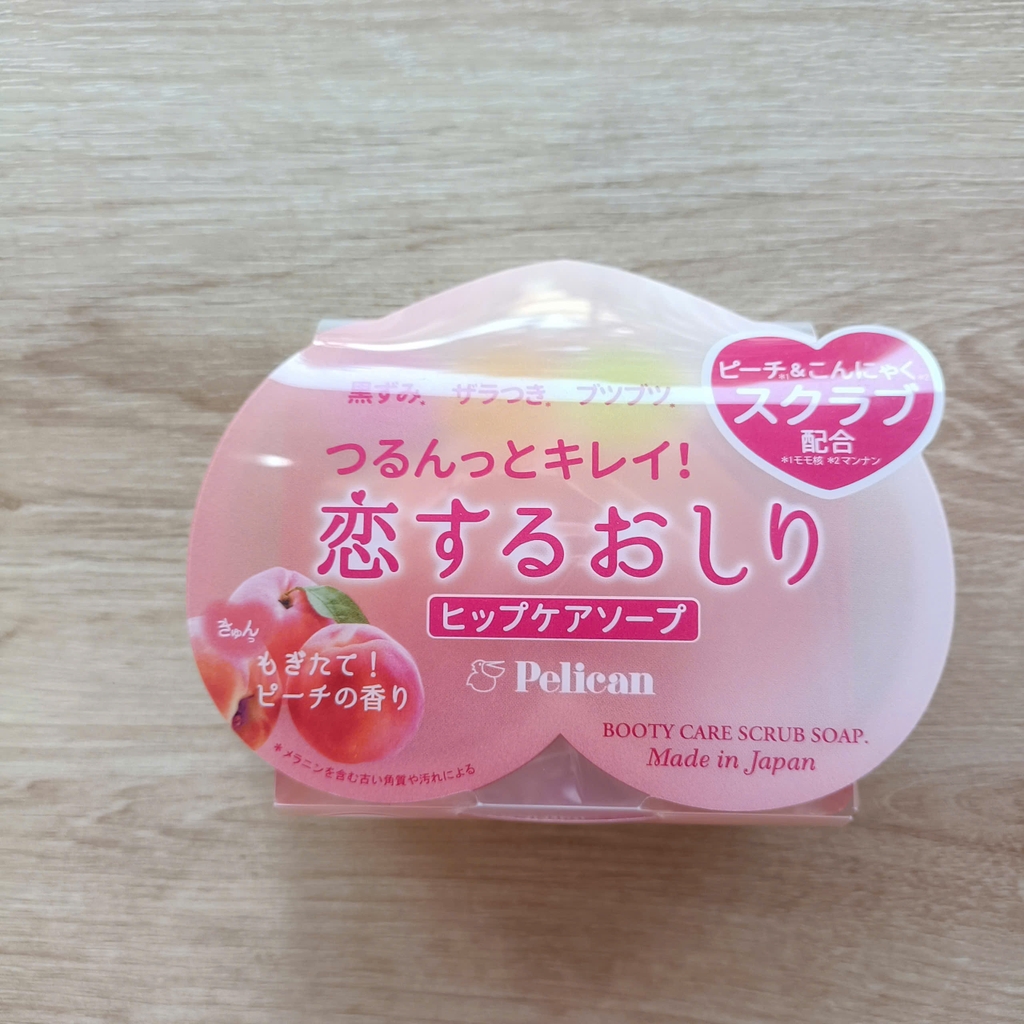 黒ずみ、ザラつき、ブツブツ、
ピーチ*1&こんにゃく*2
スクラブ
配合
*1モモ核 *2マンナン
つるんっとキレイ!
恋するおしり
ヒップケアソープ
きゅんっ
もぎたて!
ピーチの香り
Pelican
BOOTY CARE SCRUB SOAP.
Made in Japan
*メラニンを含む古い角質や汚れによる